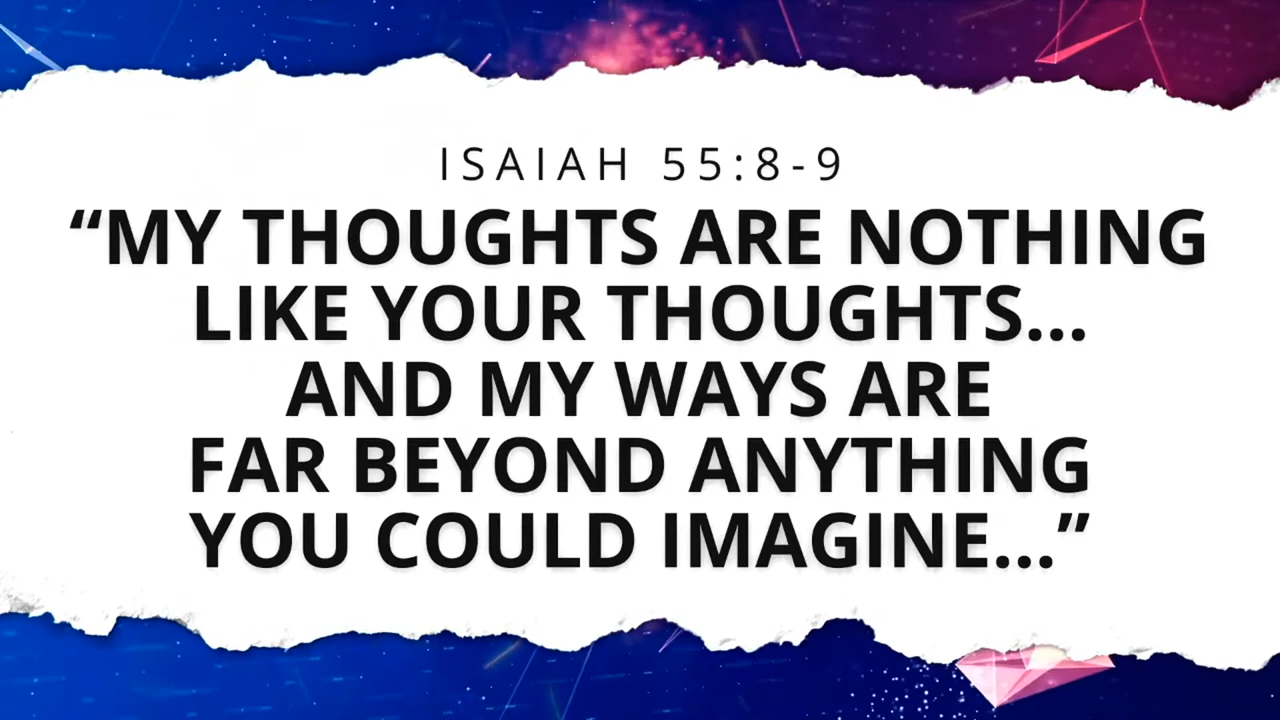 ISAIAH 55:8-9
“MY THOUGHTS ARE NOTHING
LIKE YOUR THOUGHTS...
AND MY WAYS ARE
FAR BEYOND ANYTHING
YOU COULD IMAGINE...”